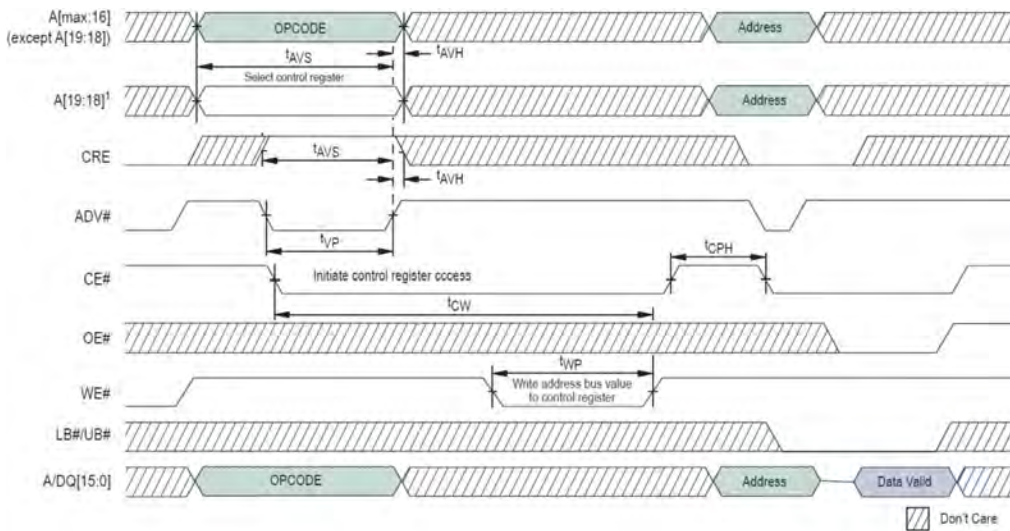 A[max:16]
(except A[19:18])
OPCODE
Address
tAVS
tAVH
Select control register
A[19:18]1
Address
CRE
tAVS
tAVH
ADV#
tVP
tCPH
CE#
Initiate control register occess
tCW
OE#
tWP
WE#
Write address bus value
to control register
LB#/UB#
A/DQ[15:0]
OPCODE
Address
Data Valid
Don't Care